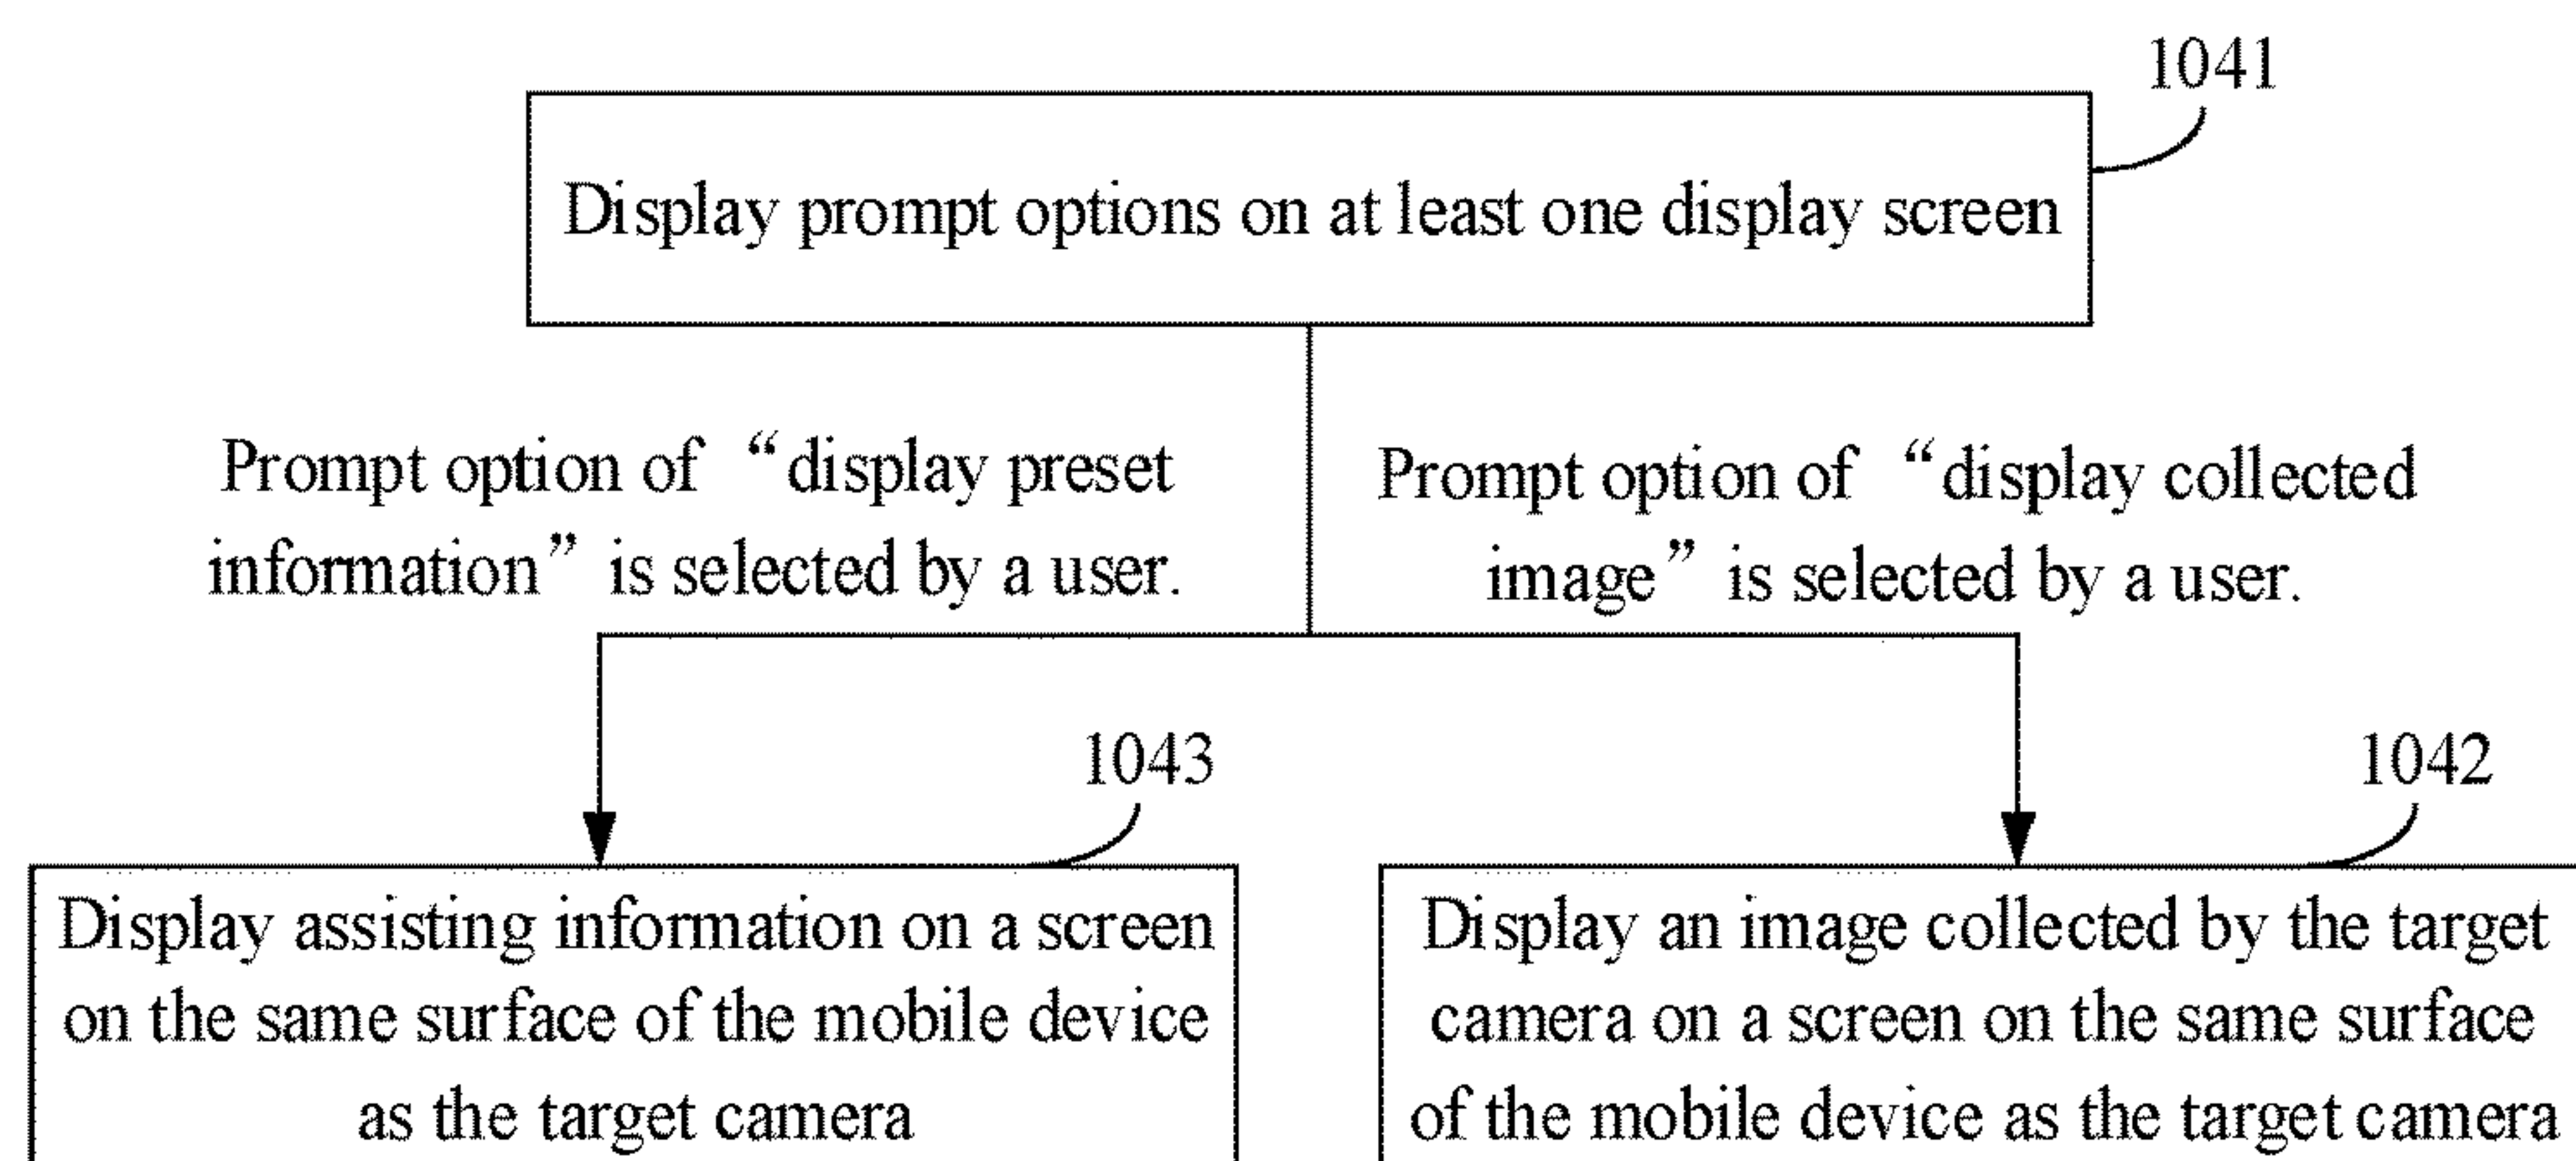 1041
Display prompt options on at least one display screen
Prompt option of “display preset
information” is selected by a user.
Prompt option of “display collected
image” is selected by a user.
1043
Display assisting information on a screen
on the same surface of the mobile device
as the target camera
1042
Display an image collected by the target
camera on a screen on the same surface
of the mobile device as the target camera